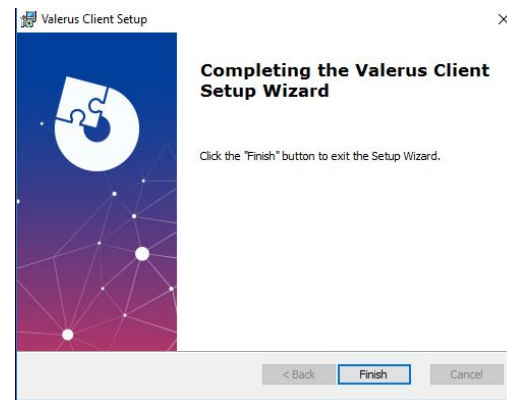 Valerus Client Setup
Completing the Valerus Client
Setup Wizard
Click the "Finish" button to exit the Setup Wizard.
< Back
Finish
Cancel